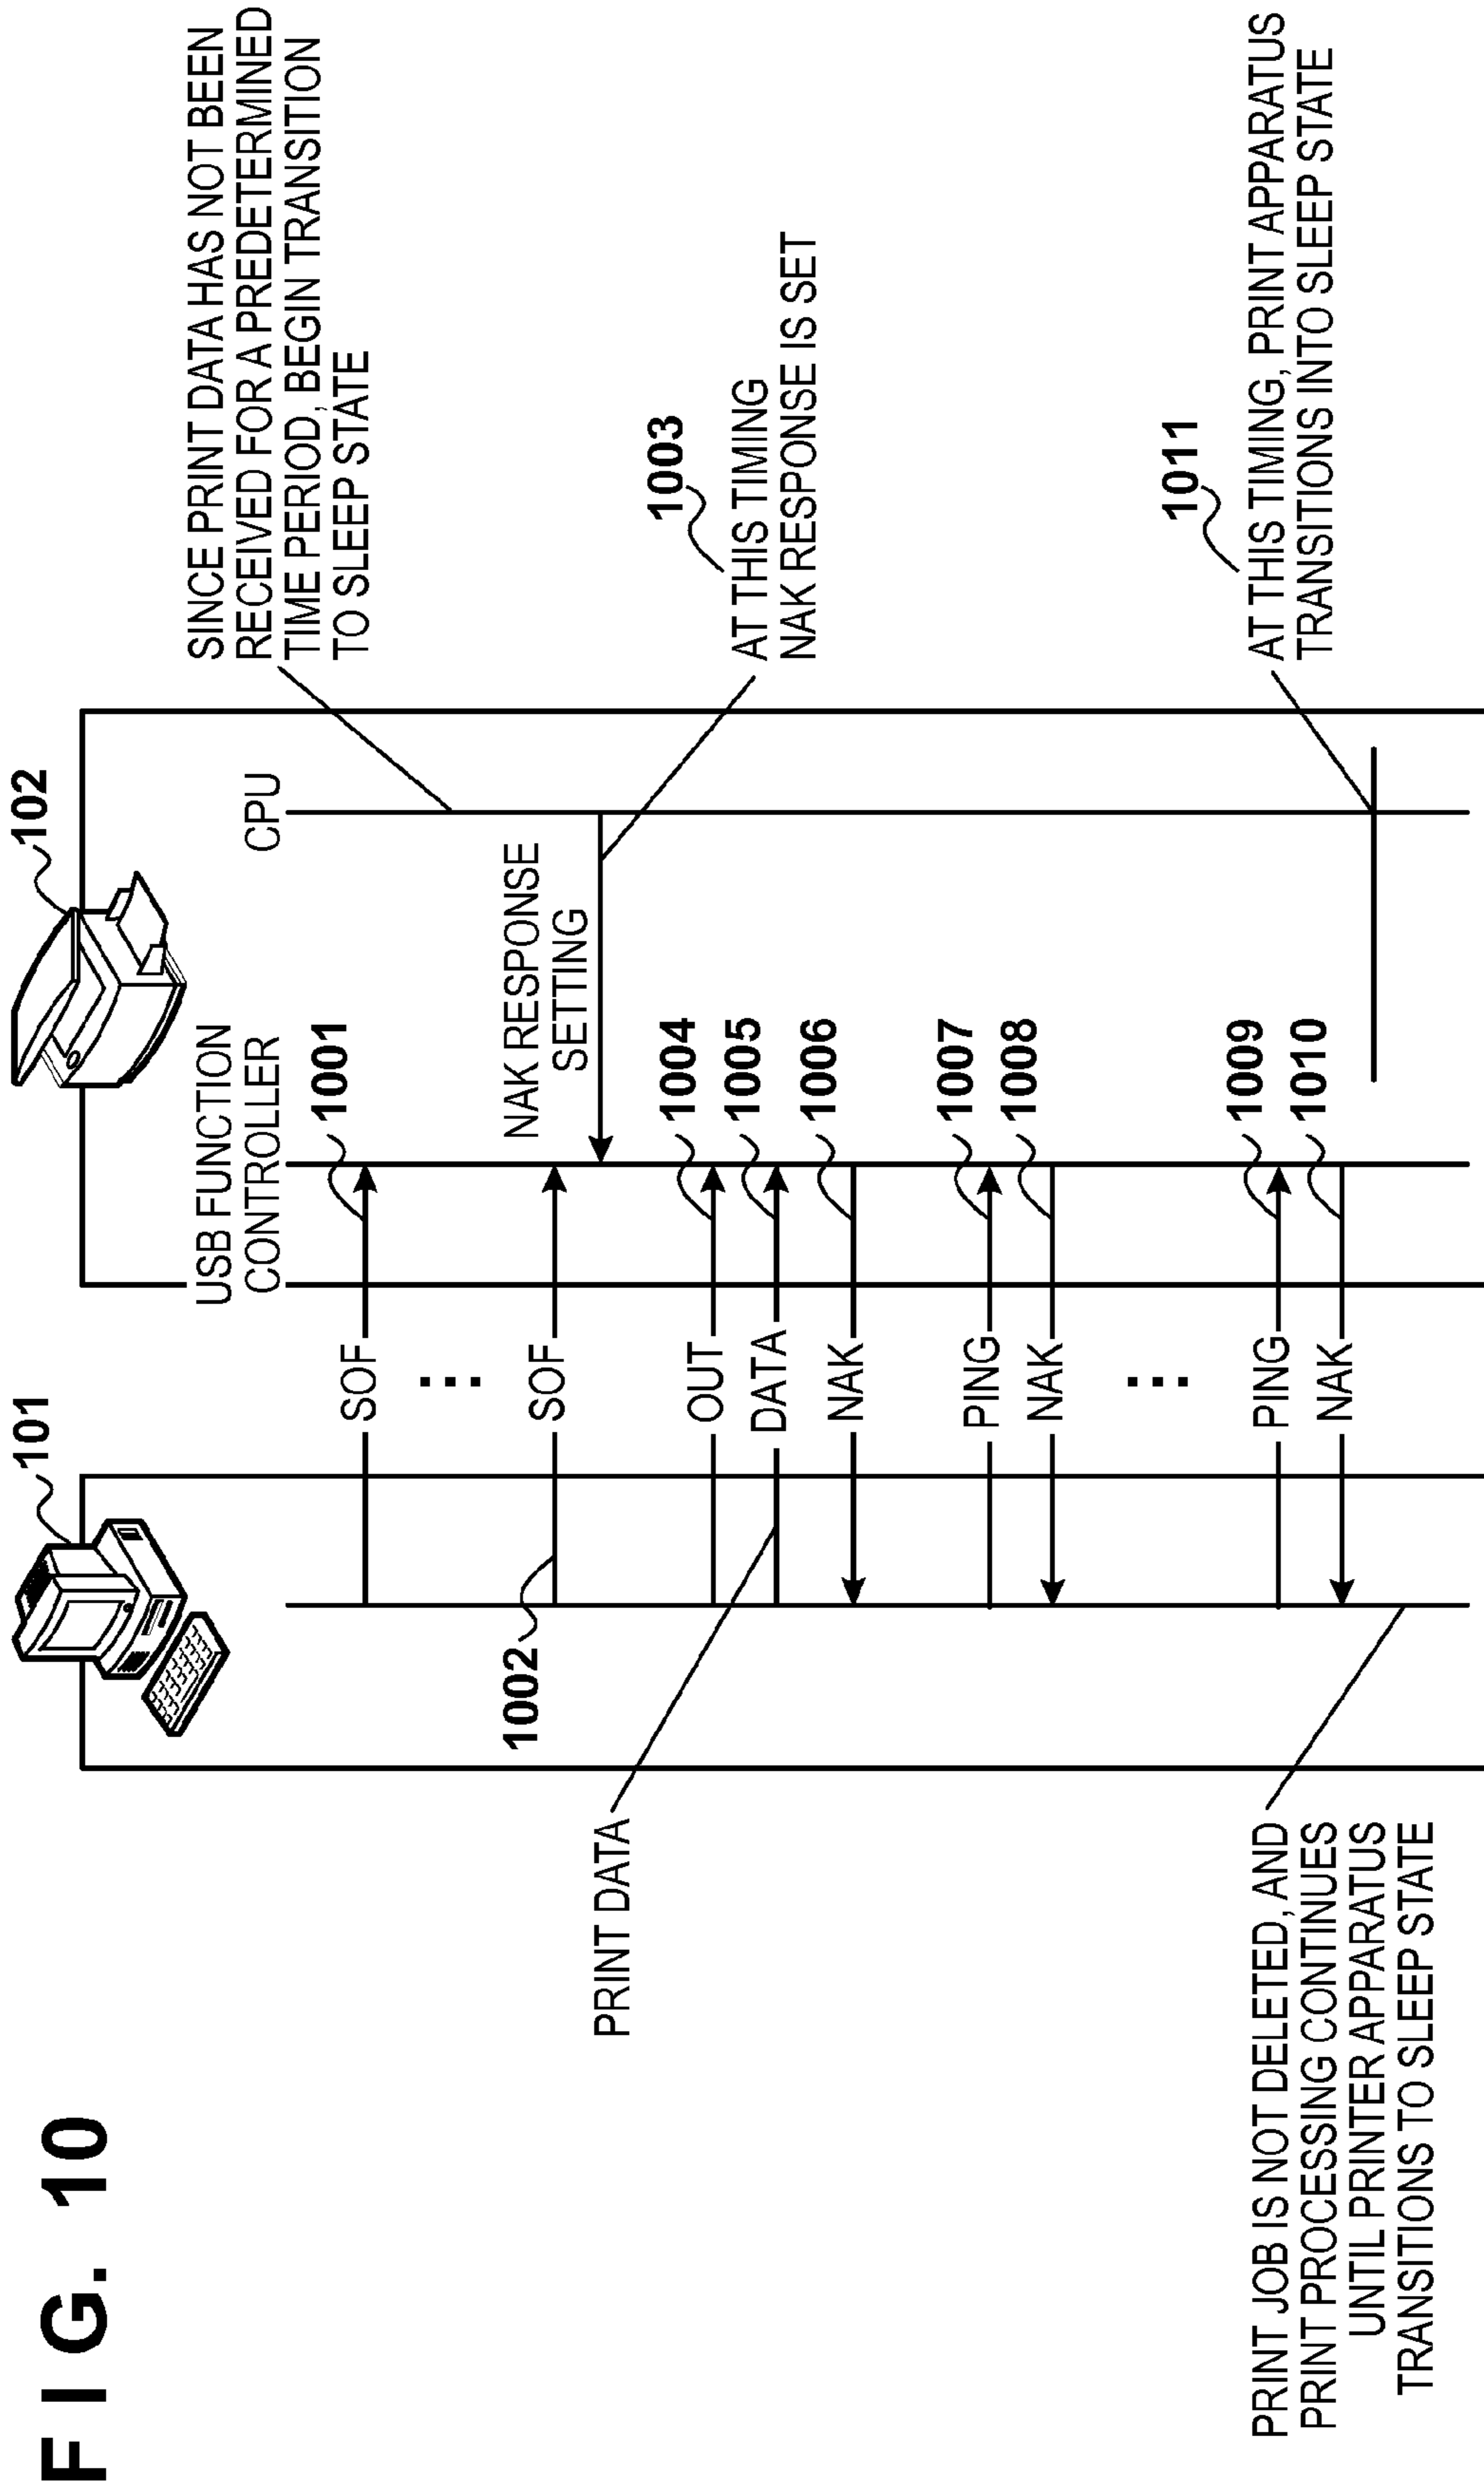 FIG. 10
101
102
USB FUNCTION
CONTROLLER
CPU
SINCE PRINT DATA HAS NOT BEEN
RECEIVED FOR A PREDETERMINED
TIME PERIOD, BEGIN TRANSITION
TO SLEEP STATE
SOF
1001
1002
SOF
NAK RESPONSE
SETTING
1003
AT THIS TIMING
NAK RESPONSE IS SET
PRINT DATA
OUT
1004
DATA
1005
NAK
1006
PING
1007
NAK
1008
PING
1009
NAK
1010
1011
AT THIS TIMING, PRINT APPARATUS
TRANSITIONS INTO SLEEP STATE
PRINT JOB IS NOT DELETED, AND
PRINT PROCESSING CONTINUES
UNTIL PRINTER APPARATUS
TRANSITIONS TO SLEEP STATE